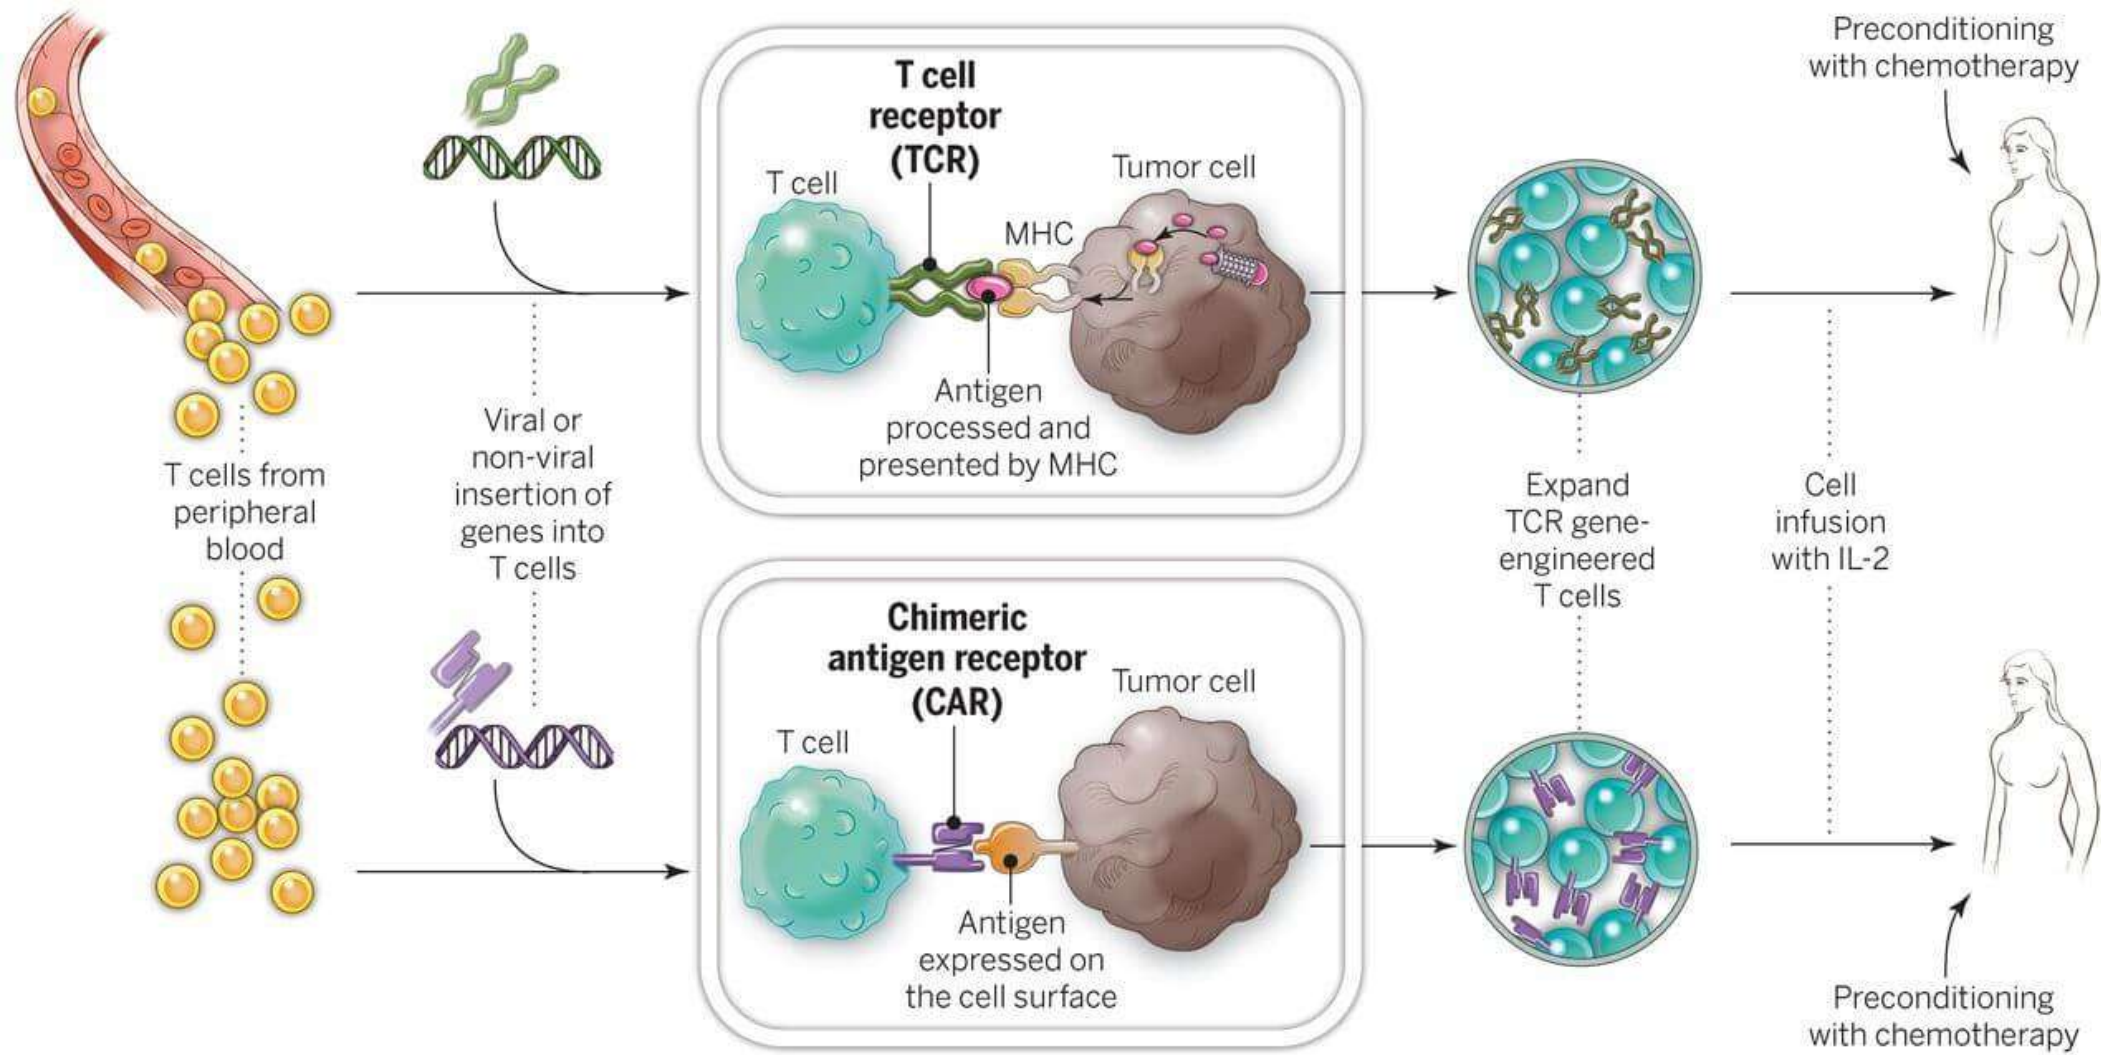 Preconditioning
with chemotherapy
T cell
receptor
(TCR)
T cell
Tumor cell
MHC
Antigen
processed and
presented by MHC
T cells from
peripheral
blood
Viral or
non-viral
insertion of
genes into
T cells
Expand
TCR gene-
engineered
T cells
Cell
infusion
with IL-2
Chimeric
antigen receptor
(CAR)
T cell
Tumor cell
Antigen
expressed on
the cell surface
Preconditioning
with chemotherapy